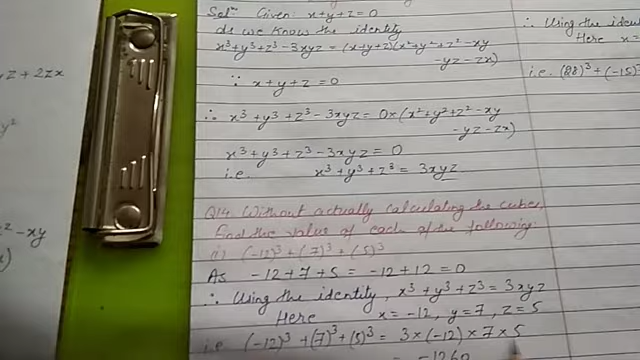 Solⁿ Given: x+y+z=0
As we know the identity
x³+y³+z³-3xyz = (x+y+z)(x²+y²+z²-xy
-yz-zx)
∵ x+y+z=0
∴ x³+y³+z³-3xyz = 0×(x²+y²+z²-xy
-yz-zx)
x³+y³+z³-3xyz = 0
i.e. x³+y³+z³ = 3xyz
Q14. Without actually calculating the cubes,
find the value of each of the following:
(i) (-12)³+(7)³+(5)³
As -12+7+5 = -12+12 = 0
∴ Using the identity, x³+y³+z³ = 3xyz
Here x=-12, y=7, z=5
i.e. (-12)³+(7)³+(5)³ = 3×(-12)×7×5
= -1260
∴ Using the
Here x=
i.e. (28)³+(-15)³
yz+2zx
y²
-xy